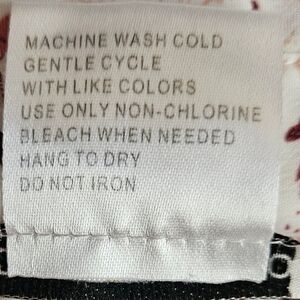 MACHINE WASH COLD
GENTLE CYCLE
WITH LIKE COLORS
USE ONLY NON-CHLORINE
BLEACH WHEN NEEDED
HANG TO DRY
DO NOT IRON